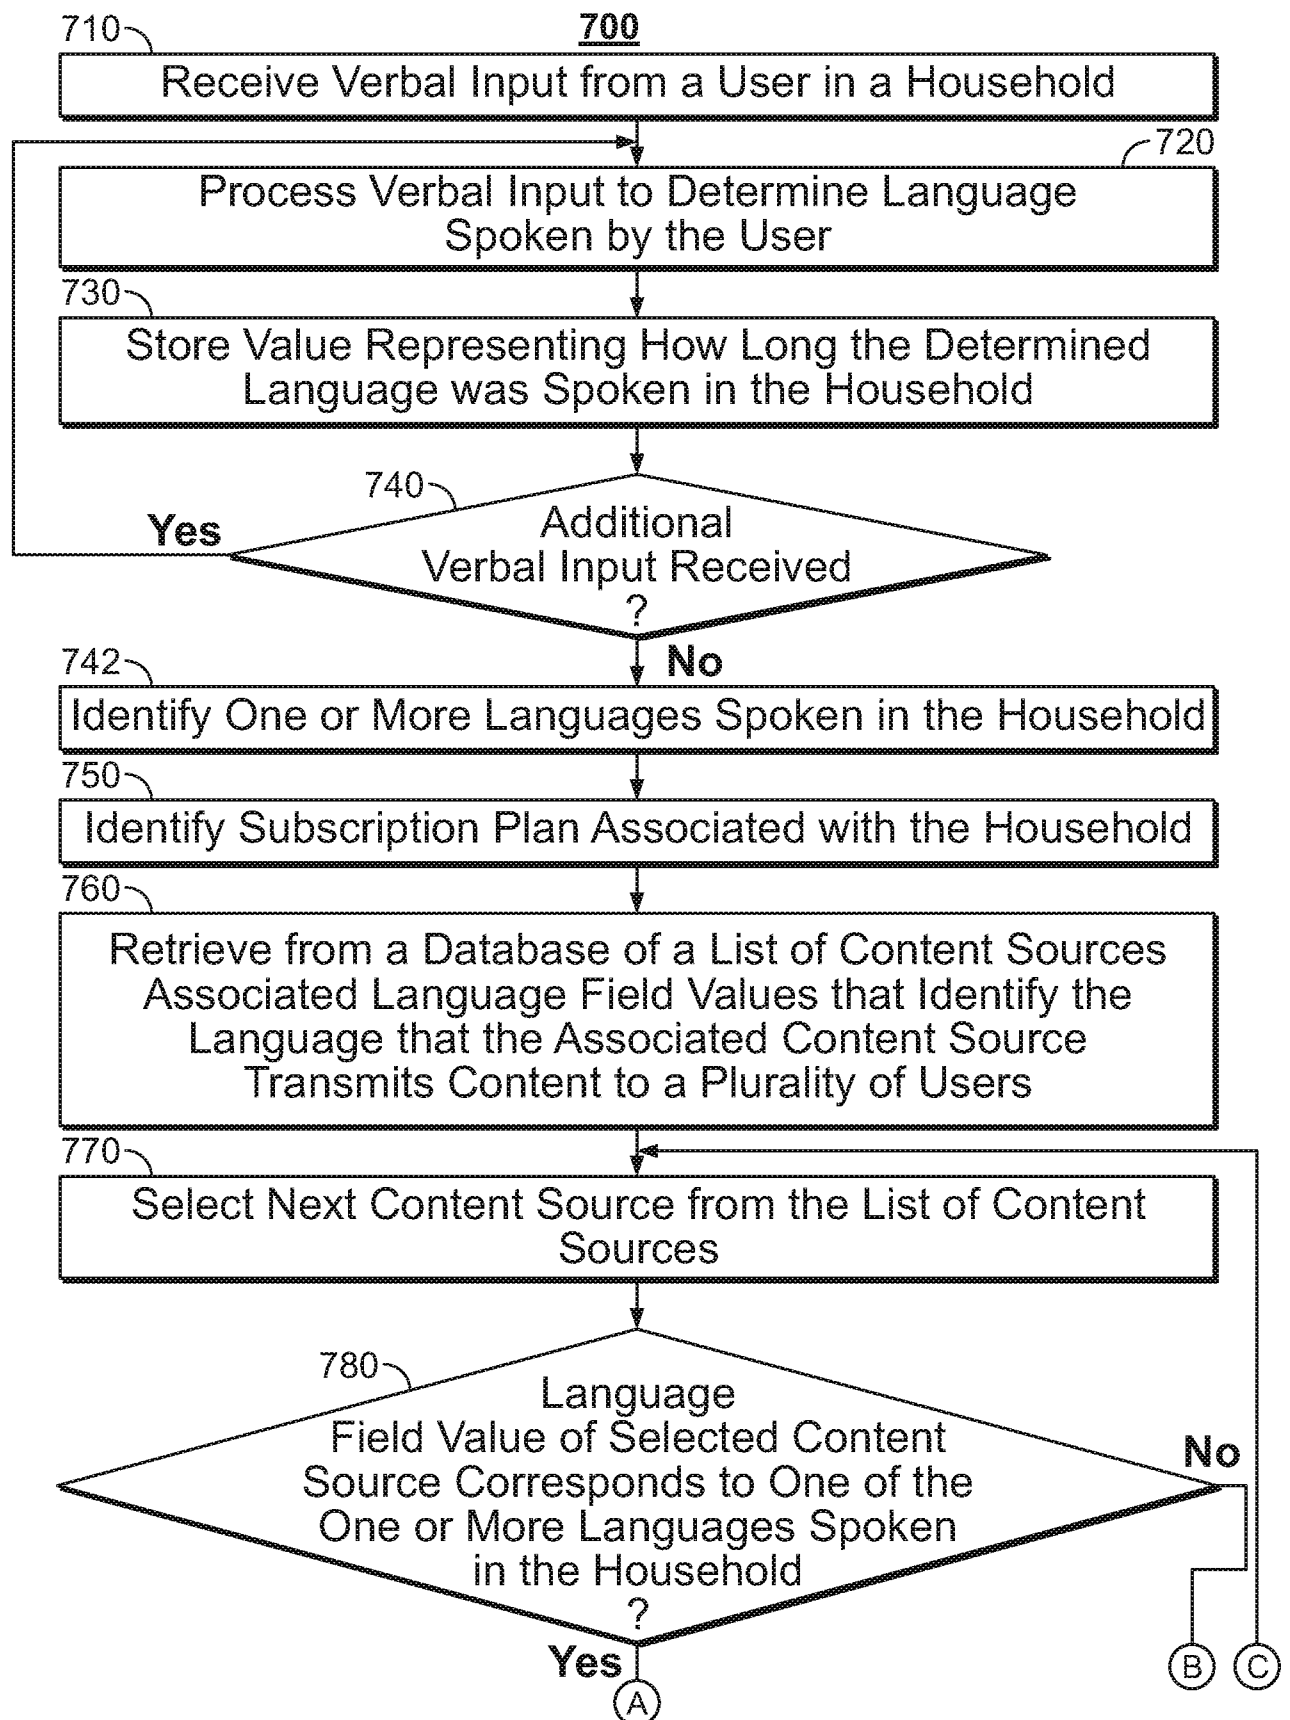 700
710
Receive Verbal Input from a User in a Household
720
Process Verbal Input to Determine Language
Spoken by the User
730
Store Value Representing How Long the Determined
Language was Spoken in the Household
740
Yes
Additional
Verbal Input Received
?
No
742
Identify One or More Languages Spoken in the Household
750
Identify Subscription Plan Associated with the Household
760
Retrieve from a Database of a List of Content Sources
Associated Language Field Values that Identify the
Language that the Associated Content Source
Transmits Content to a Plurality of Users
770
Select Next Content Source from the List of Content
Sources
780
Language
Field Value of Selected Content
Source Corresponds to One of the
One or More Languages Spoken
in the Household
?
No
Yes
A
B
C